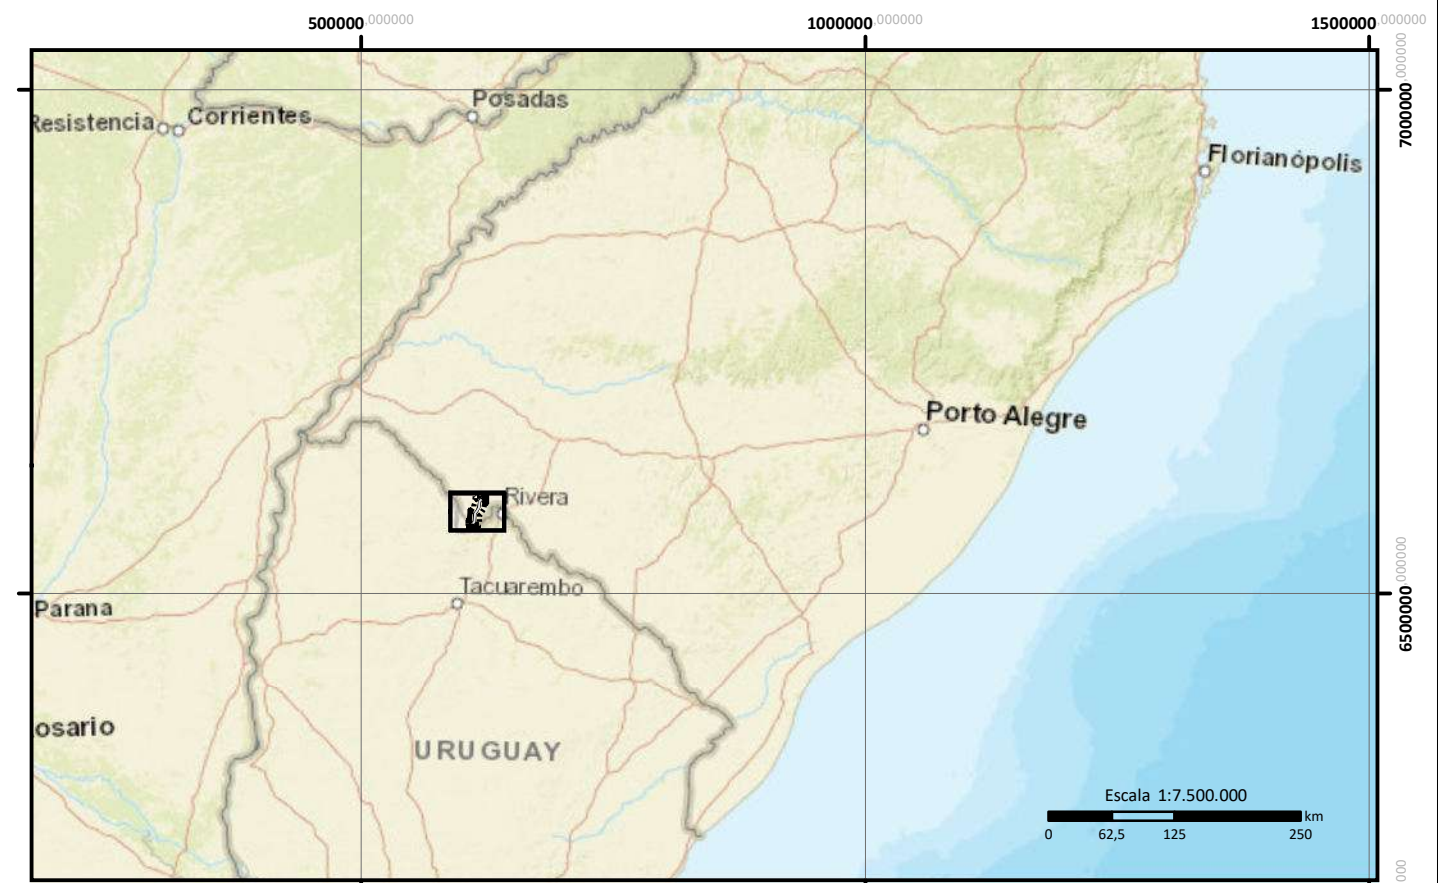 500000,000000
1000000,000000
1500000,000000
7000000,000000
Posadas
Resistencia
Corrientes
Florianópolis
Porto Alegre
Rivera
6500000,000000
Tacuarembo
Parana
osario
URUGUAY
Escala 1:7.500.000
km
0 62,5 125 250
000